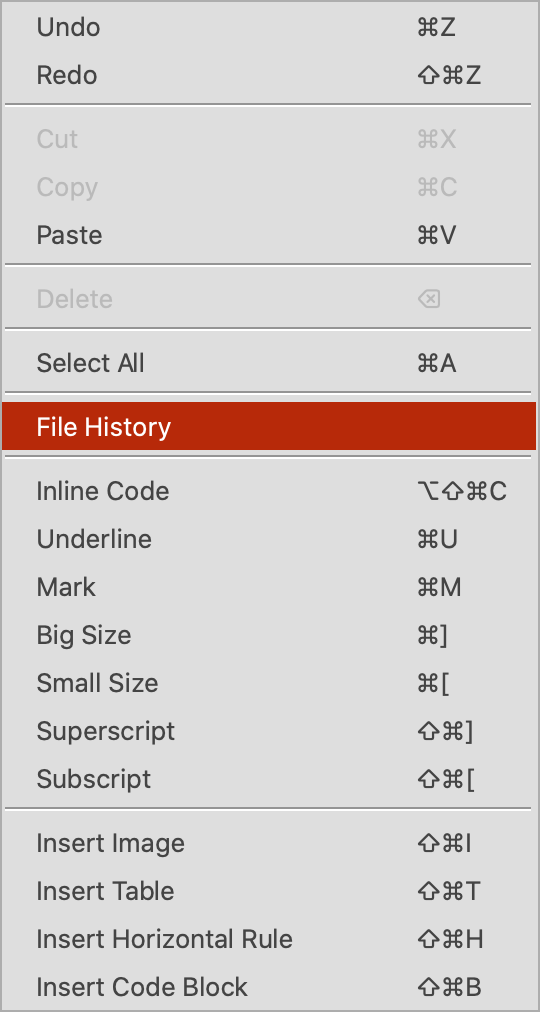 Undo ⌘Z
Redo ⇧⌘Z
Cut ⌘X
Copy ⌘C
Paste ⌘V
Delete ⌫
Select All ⌘A
File History
Inline Code ⌥⇧⌘C
Underline ⌘U
Mark ⌘M
Big Size ⌘]
Small Size ⌘[
Superscript ⇧⌘]
Subscript ⇧⌘[
Insert Image ⇧⌘I
Insert Table ⇧⌘T
Insert Horizontal Rule ⇧⌘H
Insert Code Block ⇧⌘B